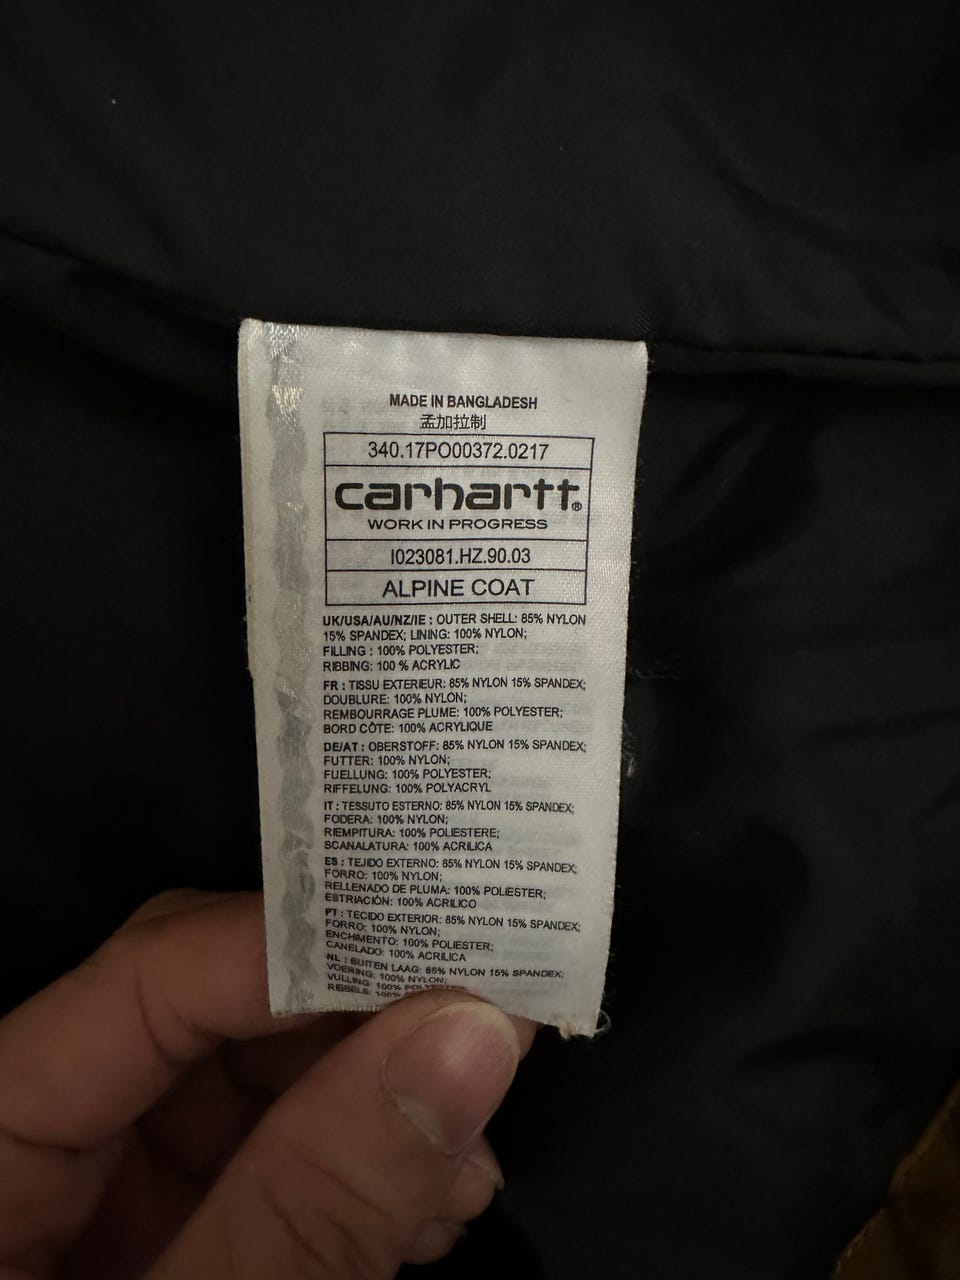 MADE IN BANGLADESH
孟加拉制
340.17PO00372.0217
carhartt®
WORK IN PROGRESS
I023081.HZ.90.03
ALPINE COAT
UK/USA/AU/NZ/IE : OUTER SHELL: 85% NYLON
15% SPANDEX; LINING: 100% NYLON;
FILLING : 100% POLYESTER;
RIBBING: 100 % ACRYLIC
FR : TISSU EXTERIEUR: 85% NYLON 15% SPANDEX;
DOUBLURE: 100% NYLON;
REMBOURRAGE PLUME: 100% POLYESTER;
BORD CÔTE: 100% ACRYLIQUE
DE/AT : OBERSTOFF: 85% NYLON 15% SPANDEX;
FUTTER: 100% NYLON;
FUELLUNG: 100% POLYESTER;
RIFFELUNG: 100% POLYACRYL
IT : TESSUTO ESTERNO: 85% NYLON 15% SPANDEX;
FODERA: 100% NYLON;
RIEMPITURA: 100% POLIESTERE;
SCANALATURA: 100% ACRILICA
ES : TEJIDO EXTERNO: 85% NYLON 15% SPANDEX;
FORRO: 100% NYLON;
RELLENADO DE PLUMA: 100% POLIESTER;
ESTRIACIÓN: 100% ACRILICO
PT : TECIDO EXTERIOR: 85% NYLON 15% SPANDEX;
FORRO: 100% NYLON;
ENCHIMENTO: 100% POLIESTER;
CANELADO: 100% ACRILICA
NL : BUITEN LAAG: 85% NYLON 15% SPANDEX;
VOERING: 100% NYLON;
VULLING: 100% POLYESTER;
RIBBELS: 100%